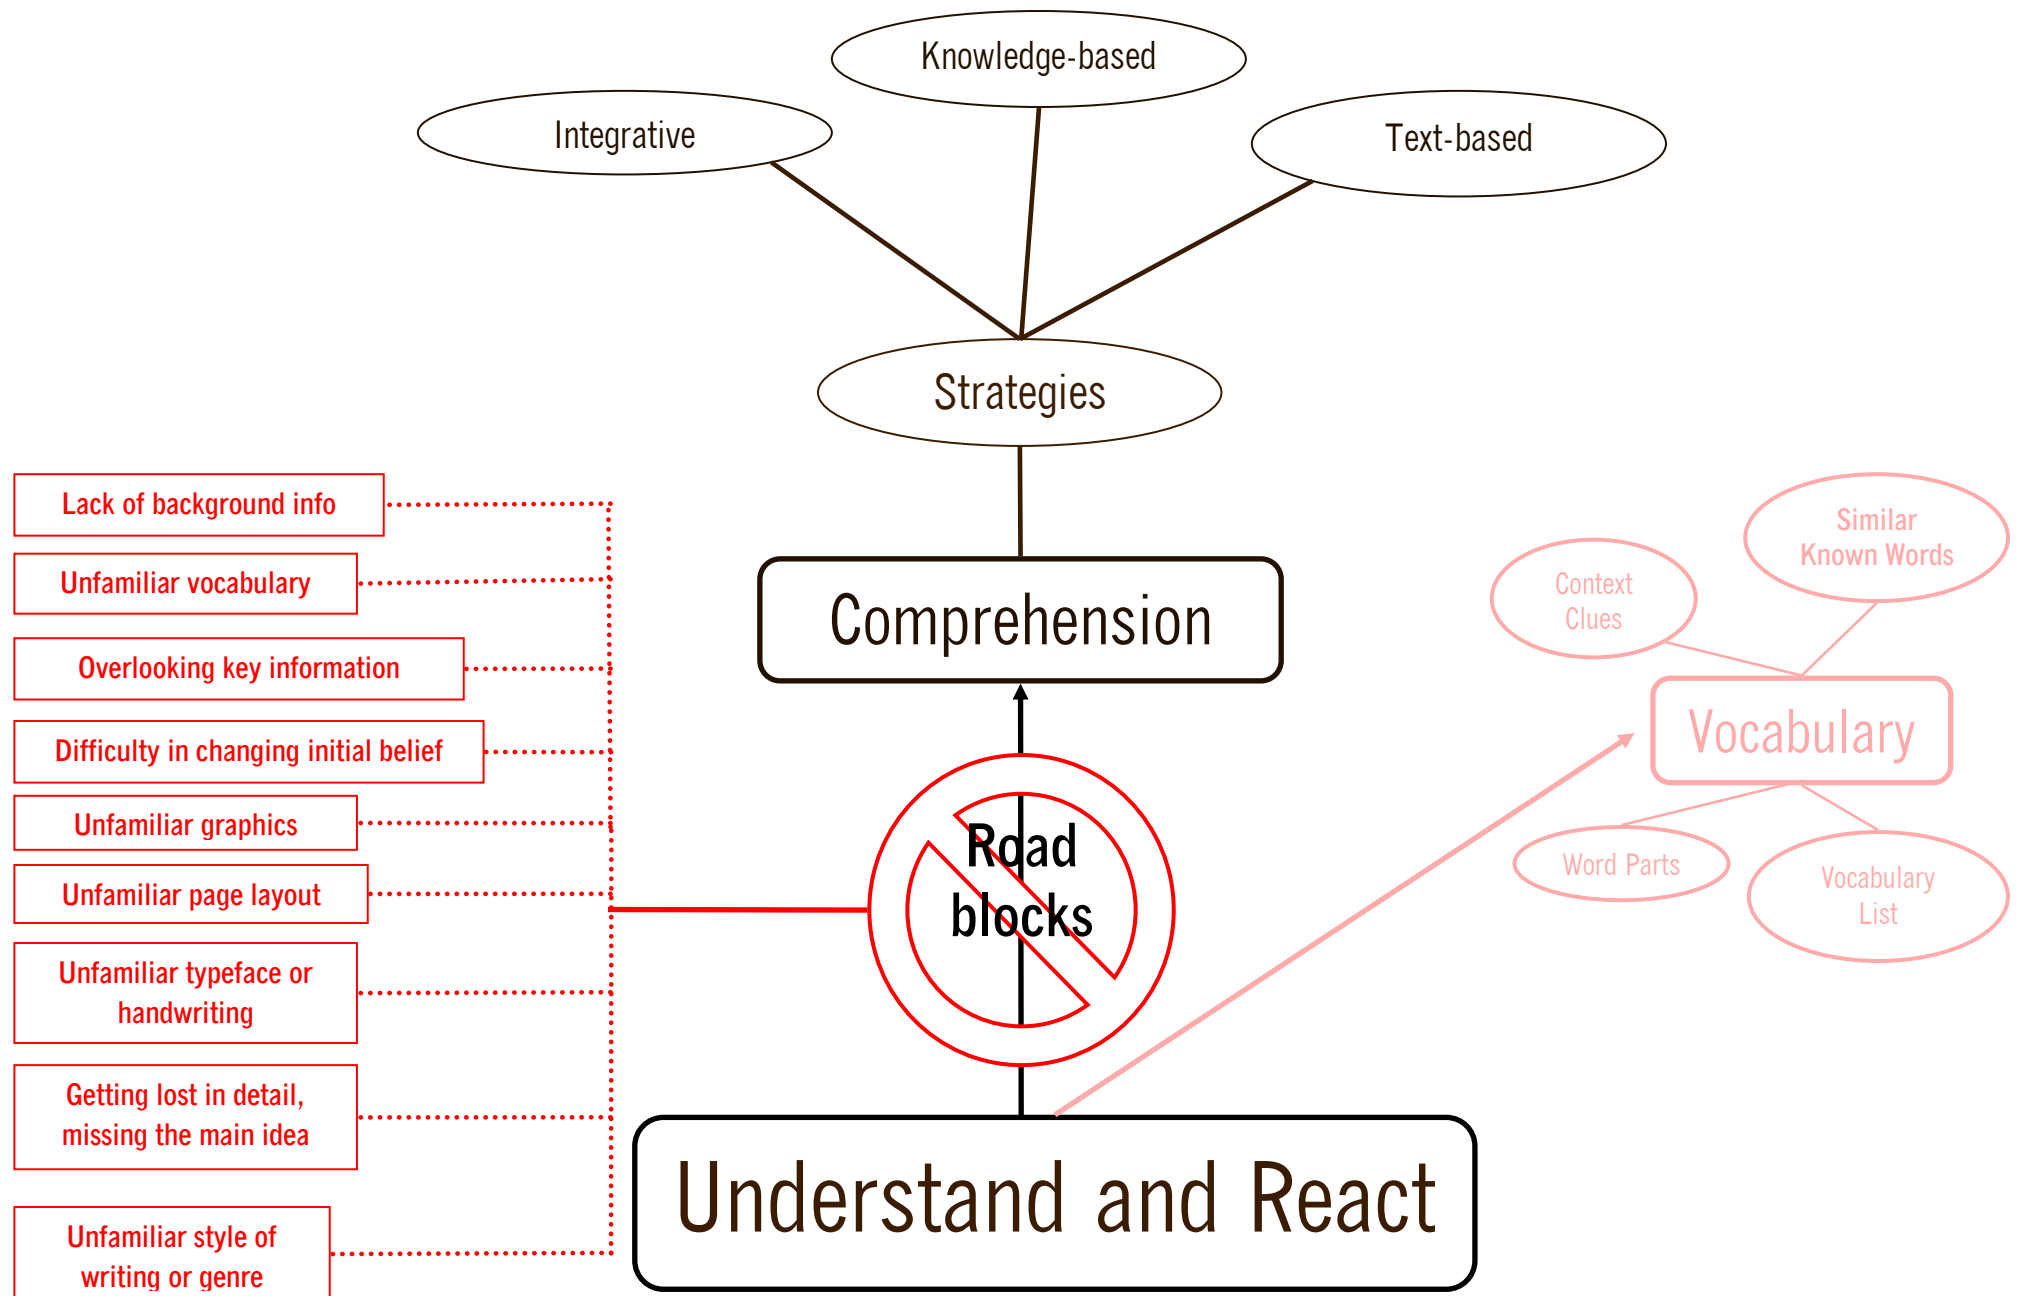 Knowledge-based
Integrative
Text-based
Strategies
Lack of background info
Unfamiliar vocabulary
Overlooking key information
Difficulty in changing initial belief
Unfamiliar graphics
Unfamiliar page layout
Unfamiliar typeface or
handwriting
Getting lost in detail,
missing the main idea
Unfamiliar style of
writing or genre
Comprehension
Road
blocks
Understand and React
Similar
Known Words
Context
Clues
Vocabulary
Word Parts
Vocabulary
List